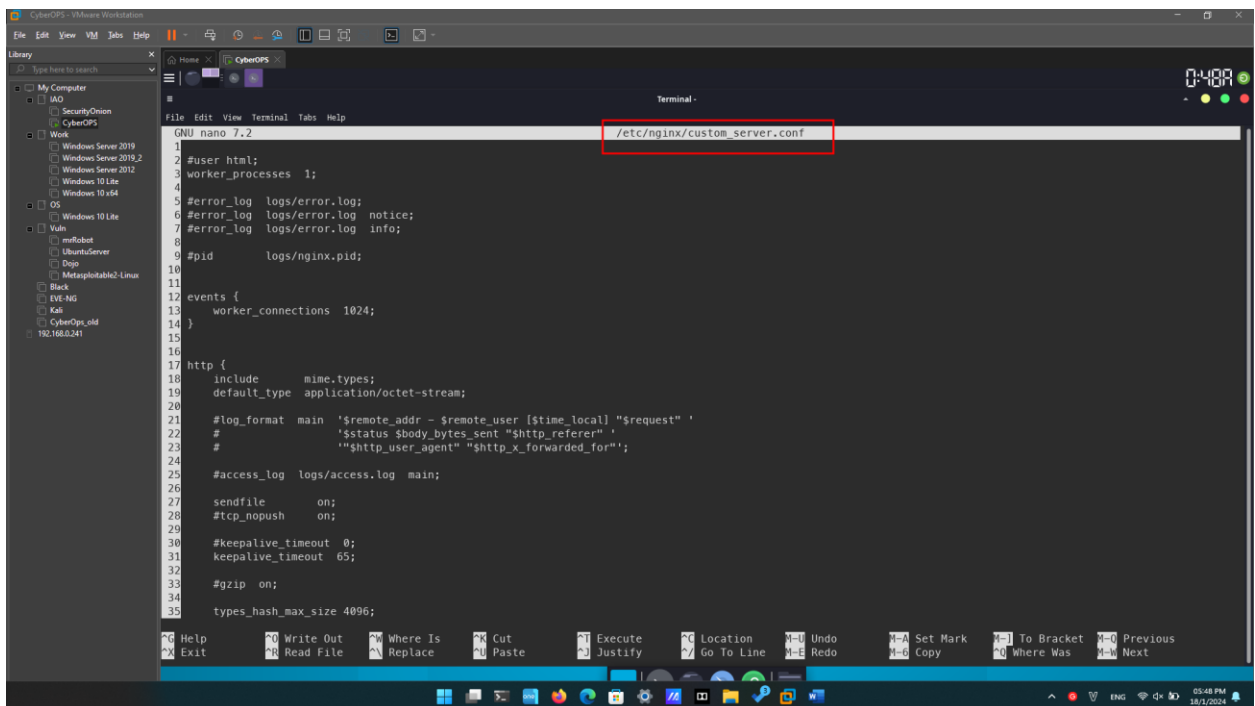 CyberOPS - VMware Workstation
File Edit View VM Tabs Help
Library
Type here to search
My Computer
IAO
SecurityOnion
CyberOPS
Work
Windows Server 2019
Windows Server 2019_2
Windows Server 2012
Windows 10 Lite
Windows 10 x64
OS
Windows 10 Lite
Vuln
mrRobot
UbuntuServer
Dojo
Metasploitable2-Linux
Black
EVE-NG
Kali
CyberOps_old
192.168.0.241
Home CyberOPS
Terminal -
File Edit View Terminal Tabs Help
GNU nano 7.2 /etc/nginx/custom_server.conf
1
2 #user html;
3 worker_processes 1;
4
5 #error_log logs/error.log;
6 #error_log logs/error.log notice;
7 #error_log logs/error.log info;
8
9 #pid logs/nginx.pid;
10
11
12 events {
13 worker_connections 1024;
14 }
15
16
17 http {
18 include mime.types;
19 default_type application/octet-stream;
20
21 #log_format main '$remote_addr - $remote_user [$time_local] "$request" '
22 # '$status $body_bytes_sent "$http_referer" '
23 # '"$http_user_agent" "$http_x_forwarded_for"';
24
25 #access_log logs/access.log main;
26
27 sendfile on;
28 #tcp_nopush on;
29
30 #keepalive_timeout 0;
31 keepalive_timeout 65;
32
33 #gzip on;
34
35 types_hash_max_size 4096;
^G Help ^O Write Out ^W Where Is ^K Cut ^T Execute ^C Location M-U Undo M-A Set Mark M-] To Bracket M-Q Previous
^X Exit ^R Read File ^\ Replace ^U Paste ^J Justify ^/ Go To Line M-E Redo M-6 Copy ^Q Where Was M-W Next
ENG 05:48 PM
18/1/2024